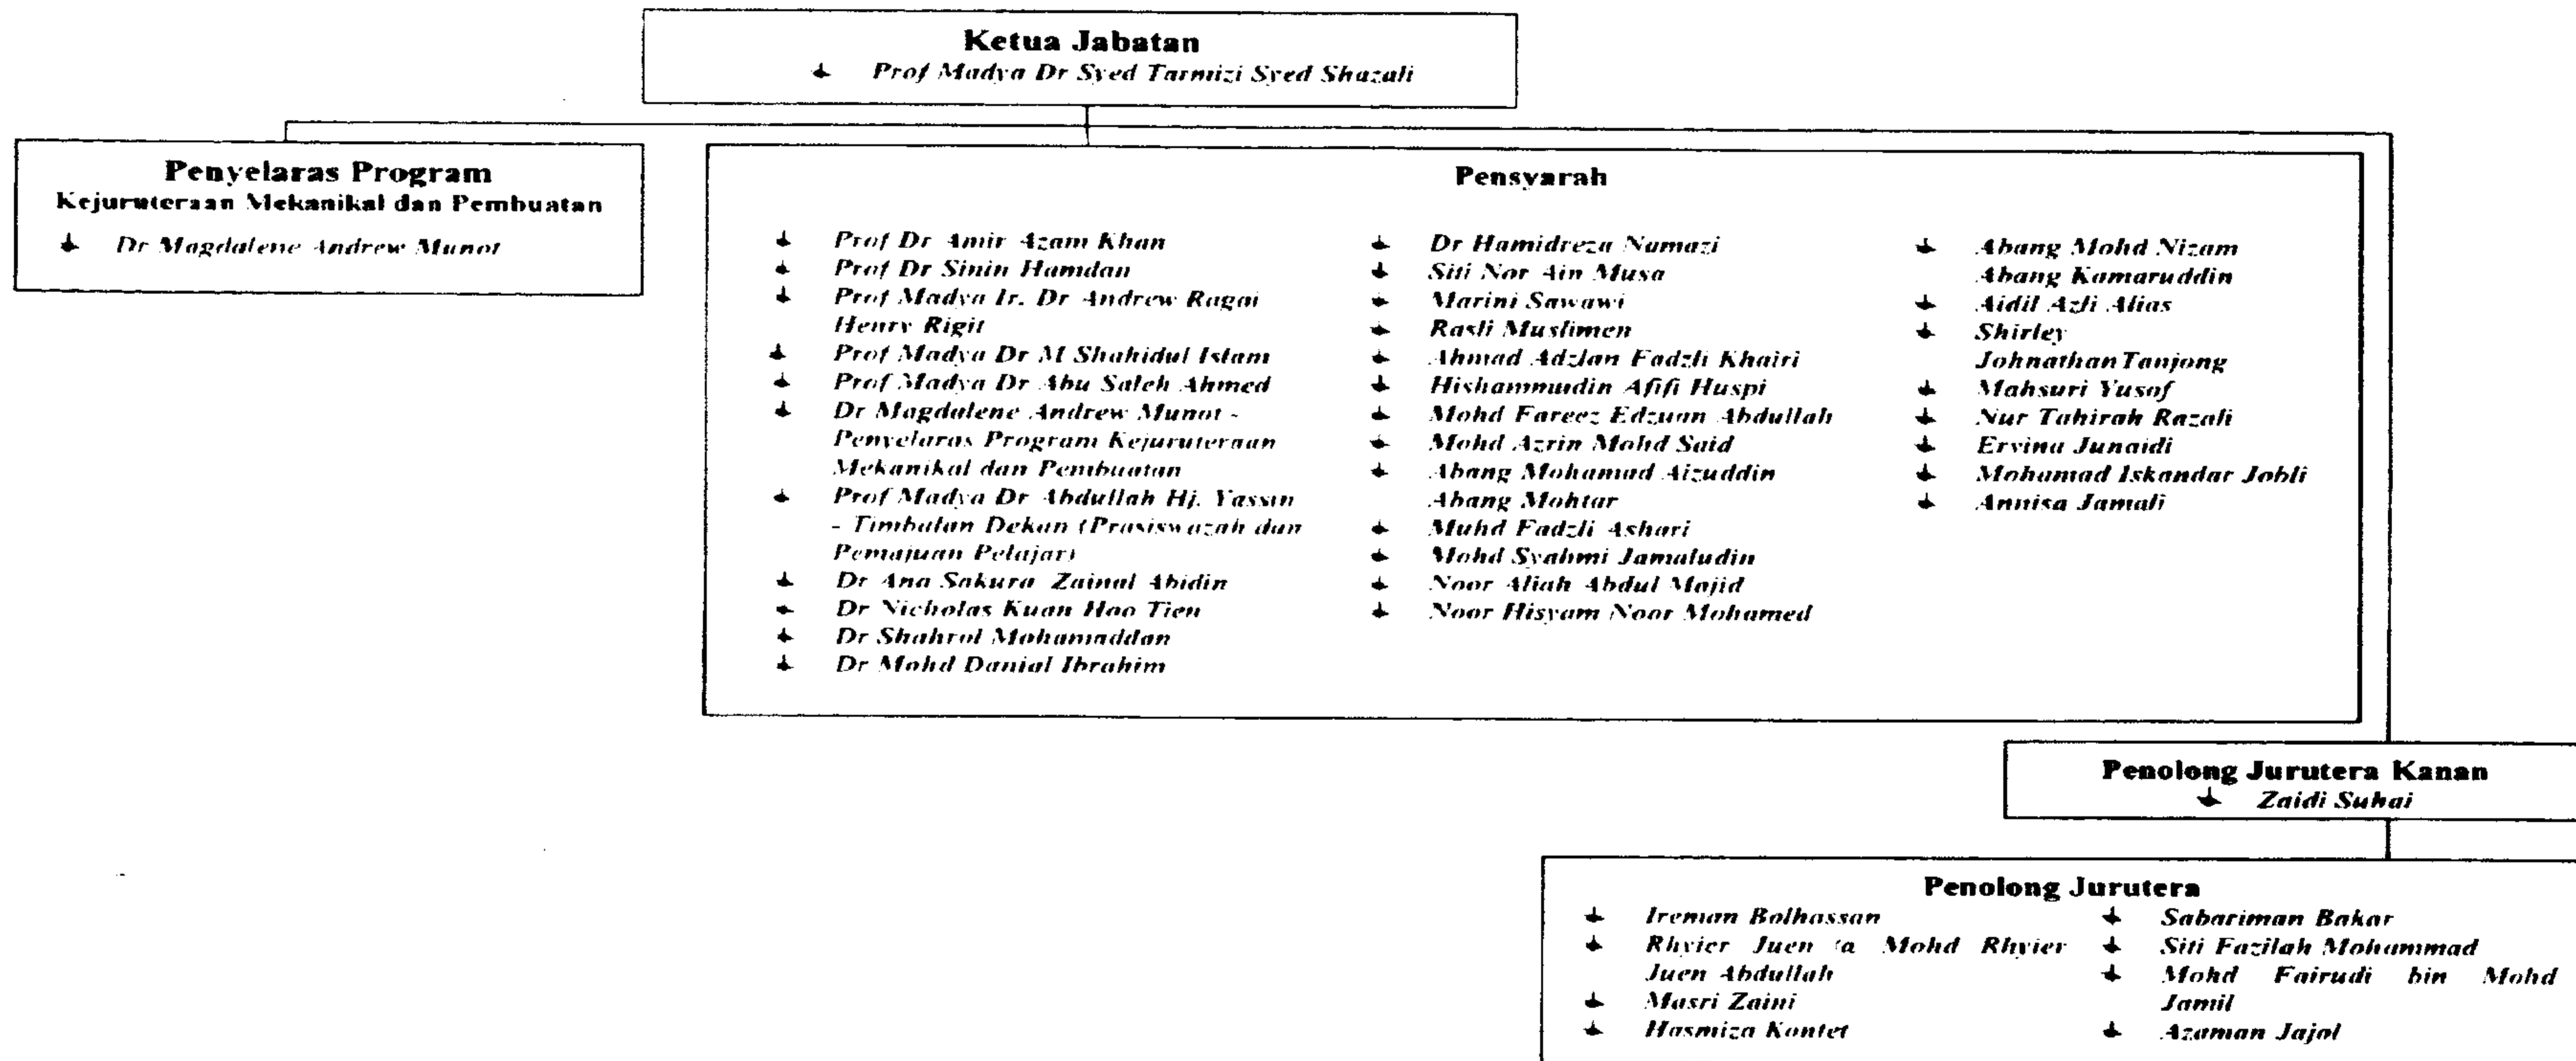 Ketua Jabatan
Prof Madya Dr Syed Tarmizi Syed Shazali
Penyelaras Program
Kejuruteraan Mekanikal dan Pembuatan
Dr Magdalene Andrew Munot
Pensyarah
Prof Dr Amir Azam Khan
Prof Dr Sinin Hamdan
Prof Madya Ir. Dr Andrew Ragai
Henry Rigit
Prof Madya Dr M Shahidul Islam
Prof Madya Dr Abu Saleh Ahmed
Dr Magdalene Andrew Munot -
Penyelaras Program Kejuruteraan
Mekanikal dan Pembuatan
Prof Madya Dr Abdullah Hj. Yassin
- Timbalan Dekan (Prasiswazah dan
Pemajuan Pelajar)
Dr Ana Sakura Zainal Abidin
Dr Nicholas Kuan Hoo Tien
Dr Shahrol Mohamaddan
Dr Mohd Danial Ibrahim
Dr Hamidreza Namazi
Siti Nor Ain Musa
Marini Sawawi
Rasli Muslimen
Ahmad Adzlan Fadzli Khairi
Hishammudin Afifi Huspi
Mohd Fareez Edzuan Abdullah
Mohd Azrin Mohd Said
Abang Mohamad Aizuddin
Abang Mohtar
Muhd Fadzli Ashari
Mohd Syahmi Jamaludin
Noor Aliah Abdul Majid
Noor Hisyam Noor Mohamed
Abang Mohd Nizam
Abang Kamaruddin
Aidil Azli Alias
Shirley
JohnathanTanjong
Mahsuri Yusof
Nur Tahirah Razali
Ervina Junaidi
Mohamad Iskandar Jobli
Annisa Jamali
Penolong Jurutera Kanan
Zaidi Suhai
Penolong Jurutera
Ireman Bolhassan
Rhyier Juen @ Mohd Rhyier
Juen Abdullah
Masri Zaini
Hasmiza Kontet
Sabariman Bakar
Siti Fazilah Mohammad
Mohd Fairudi bin Mohd
Jamil
Azaman Jajol